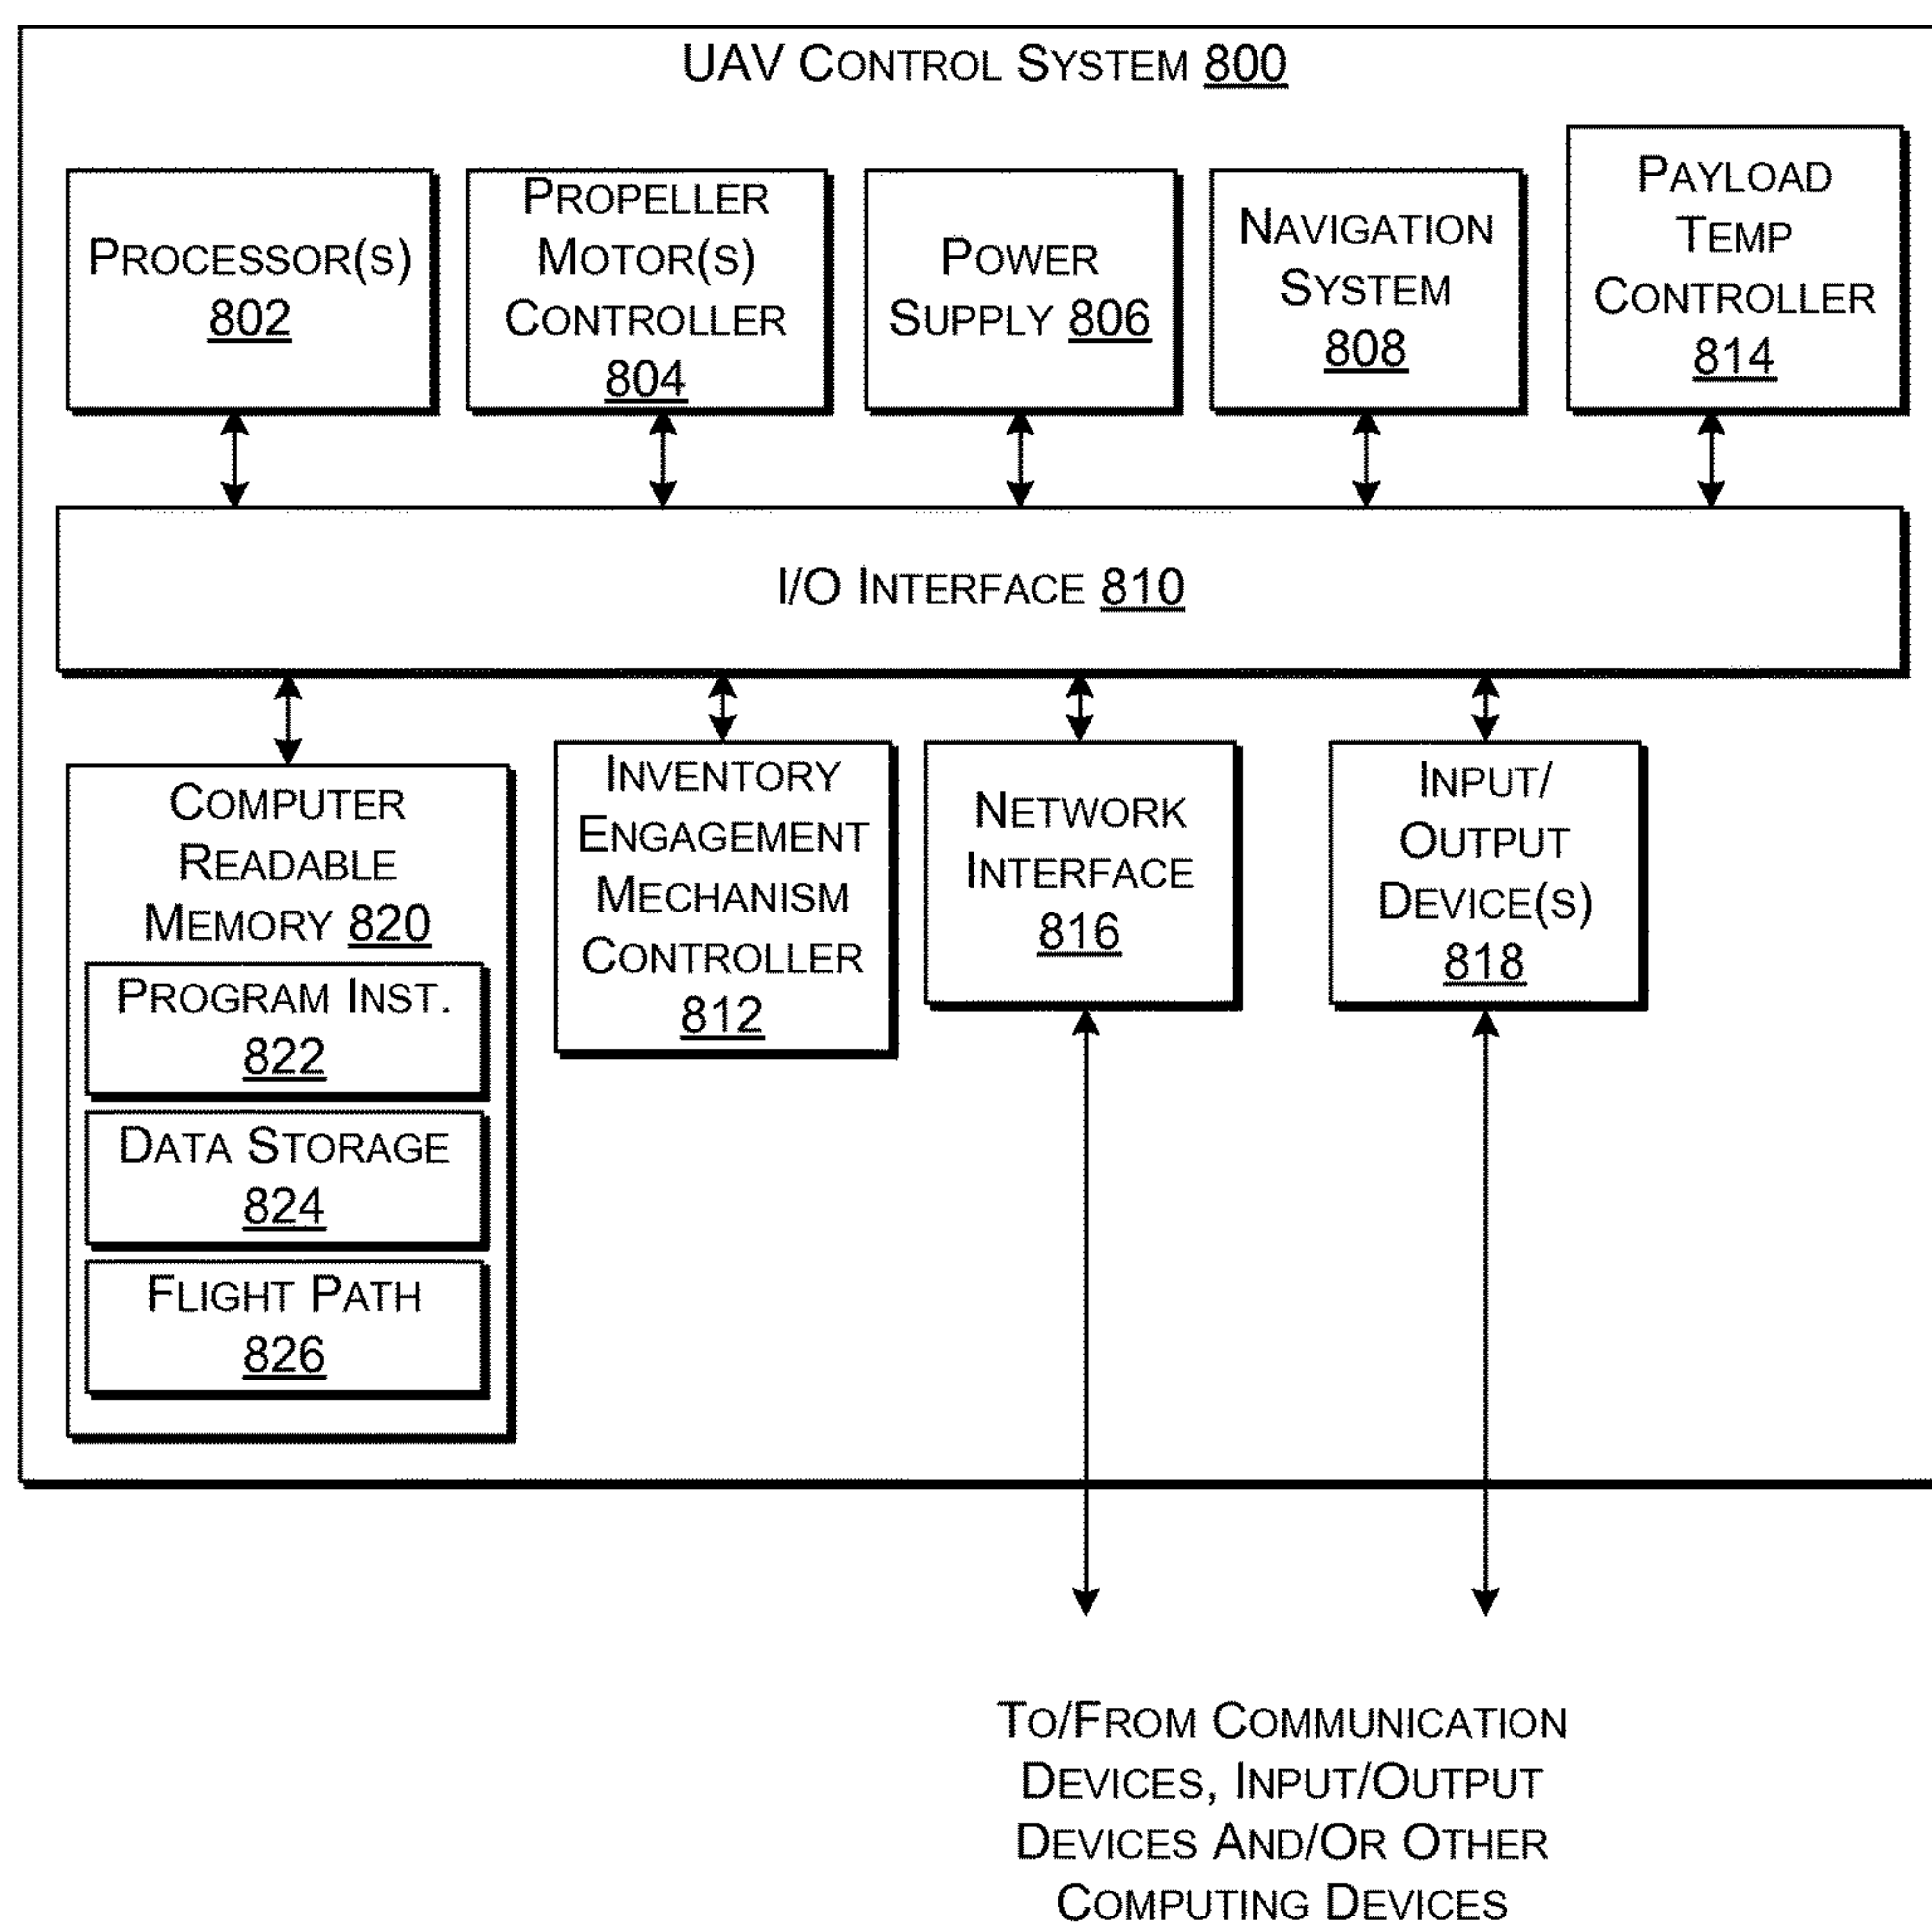 UAV CONTROL SYSTEM 800
PROCESSOR(S)
802
PROPELLER
MOTOR(S)
CONTROLLER
804
POWER
SUPPLY 806
NAVIGATION
SYSTEM
808
PAYLOAD
TEMP
CONTROLLER
814
I/O INTERFACE 810
COMPUTER
READABLE
MEMORY 820
PROGRAM INST.
822
DATA STORAGE
824
FLIGHT PATH
826
INVENTORY
ENGAGEMENT
MECHANISM
CONTROLLER
812
NETWORK
INTERFACE
816
INPUT/
OUTPUT
DEVICE(S)
818
TO/FROM COMMUNICATION
DEVICES, INPUT/OUTPUT
DEVICES AND/OR OTHER
COMPUTING DEVICES